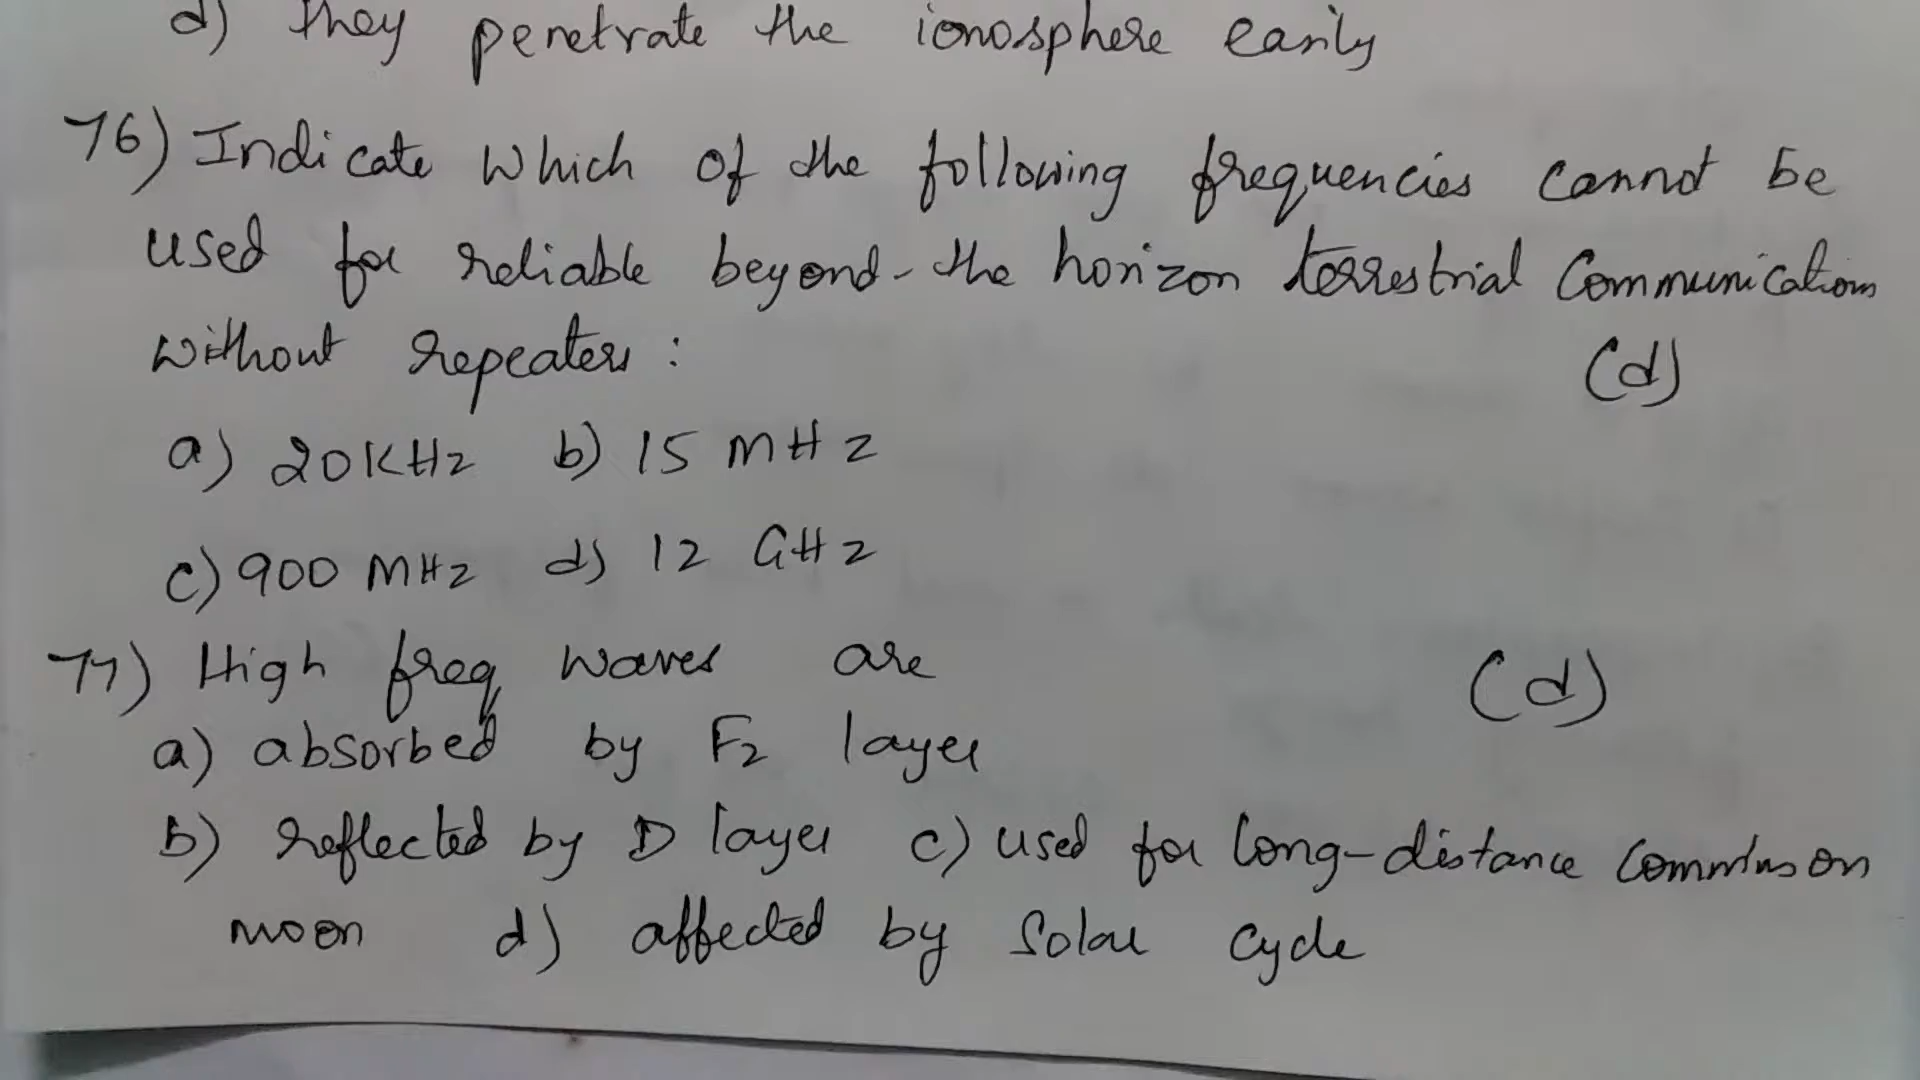 d) they penetrate the ionosphere easily
76) Indicate which of the following frequencies cannot be
used for reliable beyond-the horizon terrestrial Communications
without repeaters :
(d)
a) 20KHz b) 15 MHz
c) 900 MHz d) 12 GHz
77) High freq waves are (d)
a) absorbed by F2 layer
b) reflected by D layer c) used for long-distance
moon d) affected by Solar cycle